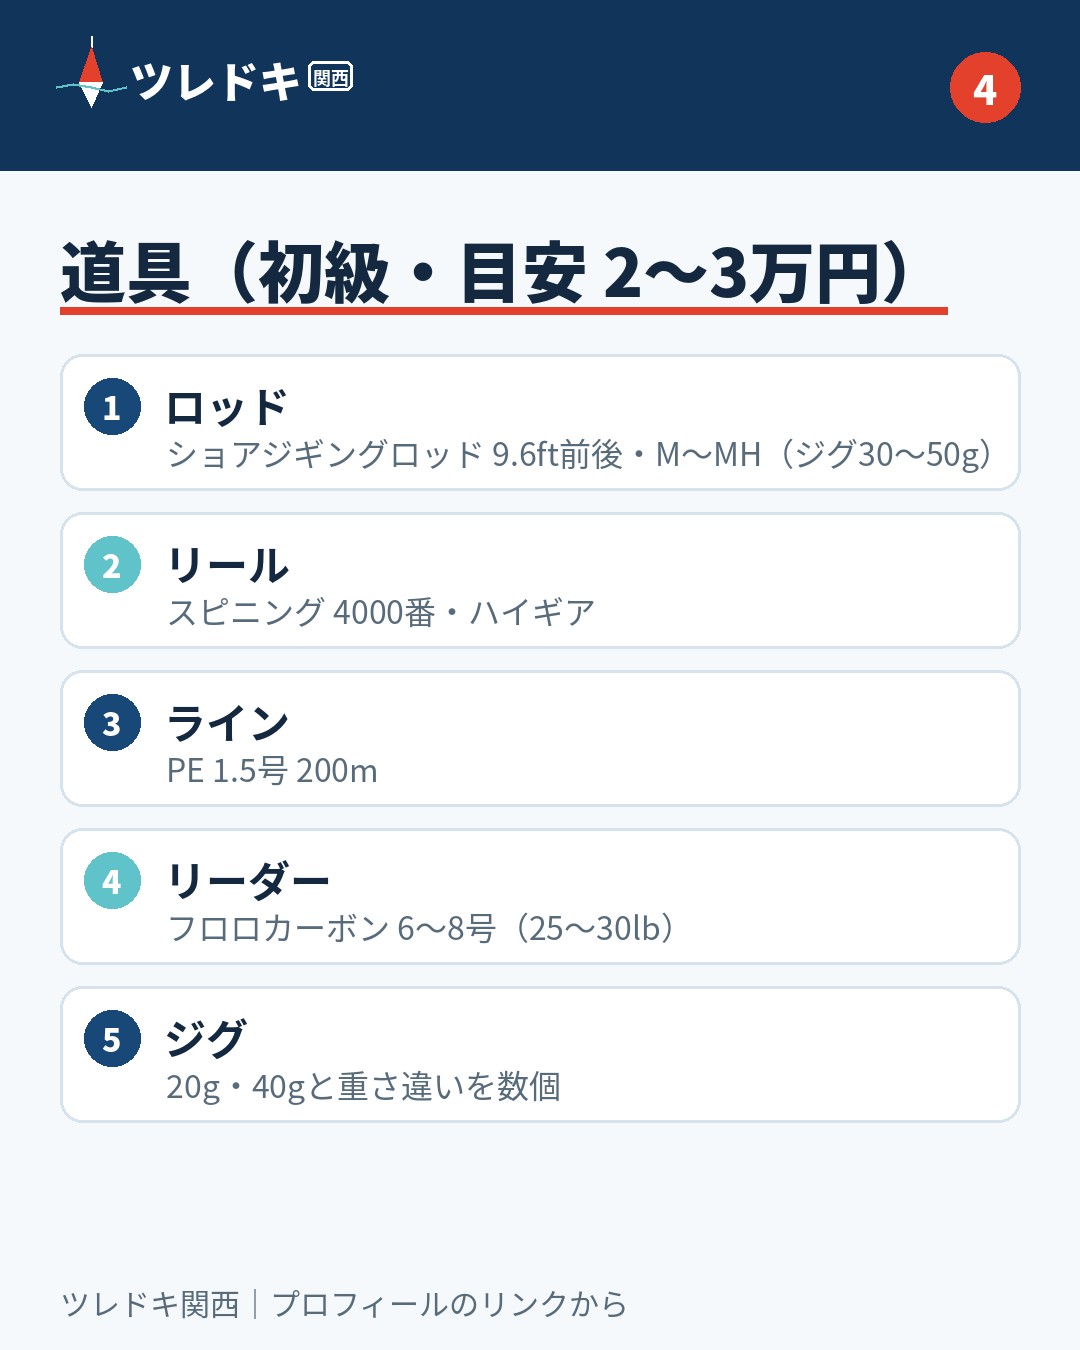 ツレドキ 関西
4
道具（初級・目安 2〜3万円）
1 ロッド
ショアジギングロッド 9.6ft前後・M〜MH（ジグ30〜50g）
2 リール
スピニング 4000番・ハイギア
3 ライン
PE 1.5号 200m
4 リーダー
フロロカーボン 6〜8号（25〜30lb）
5 ジグ
20g・40gと重さ違いを数個
ツレドキ関西｜プロフィールのリンクから